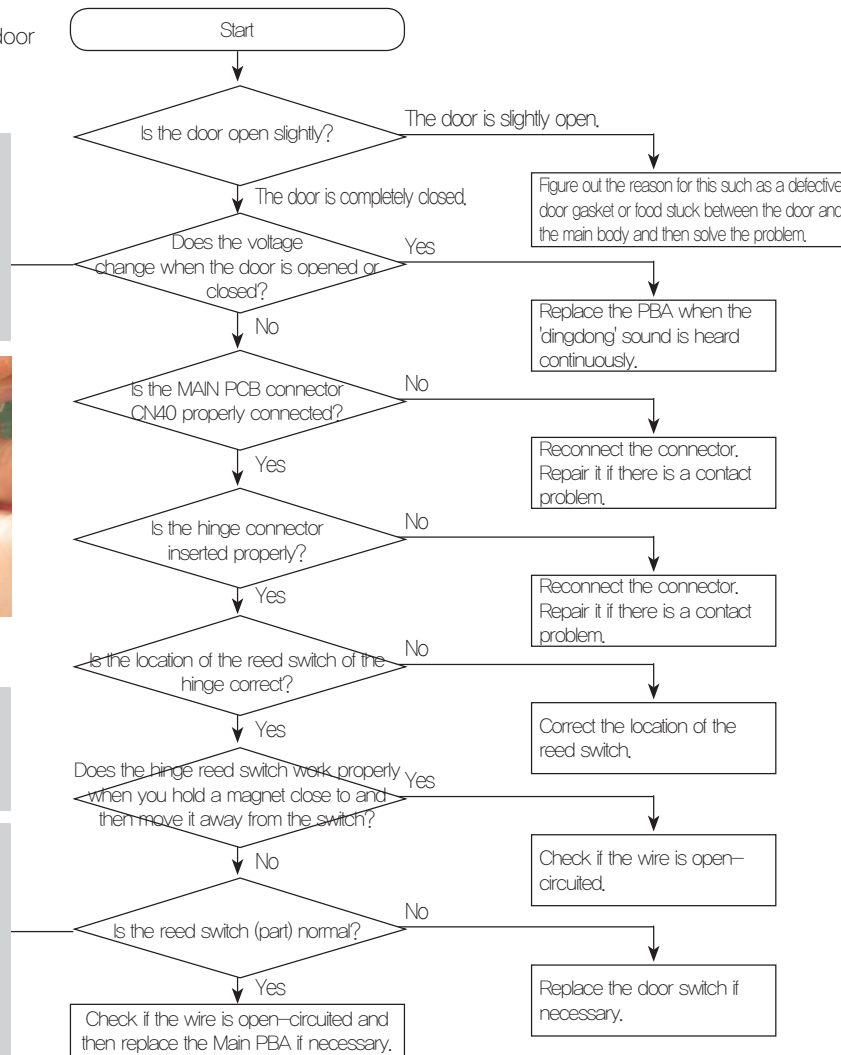 door
Start
Is the door open slightly?
The door is slightly open.
Figure out the reason for this such as a defective
door gasket or food stuck between the door and
the main body and then solve the problem.
The door is completely closed.
Does the voltage
change when the door is opened or
closed?
Yes
Replace the PBA when the
'dingdong' sound is heard
continuously.
No
Is the MAIN PCB connector
CN40 properly connected?
No
Reconnect the connector.
Repair it if there is a contact
problem.
Yes
Is the hinge connector
inserted properly?
No
Reconnect the connector.
Repair it if there is a contact
problem.
Yes
Is the location of the reed switch of the
hinge correct?
No
Correct the location of the
reed switch.
Yes
Does the hinge reed switch work properly
when you hold a magnet close to and
then move it away from the switch?
Yes
Check if the wire is open-
circuited.
No
Is the reed switch (part) normal?
No
Replace the door switch if
necessary.
Yes
Check if the wire is open-circuited and
then replace the Main PBA if necessary.